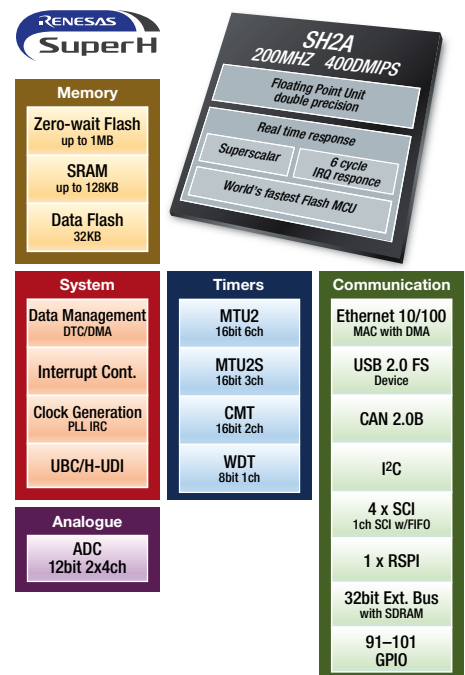 RENESAS
SuperH
SH2A
200MHZ 400DMIPS
Floating Point Unit
double precision
Real time response
Superscalar
6 cycle
IRQ responce
World's fastest Flash MCU
Memory
Zero-wait Flash
up to 1MB
SRAM
up to 128KB
Data Flash
32KB
System
Data Management
DTC/DMA
Interrupt Cont.
Clock Generation
PLL IRC
UBC/H-UDI
Timers
MTU2
16bit 6ch
MTU2S
16bit 3ch
CMT
16bit 2ch
WDT
8bit 1ch
Communication
Ethernet 10/100
MAC with DMA
USB 2.0 FS
Device
CAN 2.0B
I²C
4 x SCI
1ch SCI w/FIFO
1 x RSPI
32bit Ext. Bus
with SDRAM
91–101
GPIO
Analogue
ADC
12bit 2x4ch